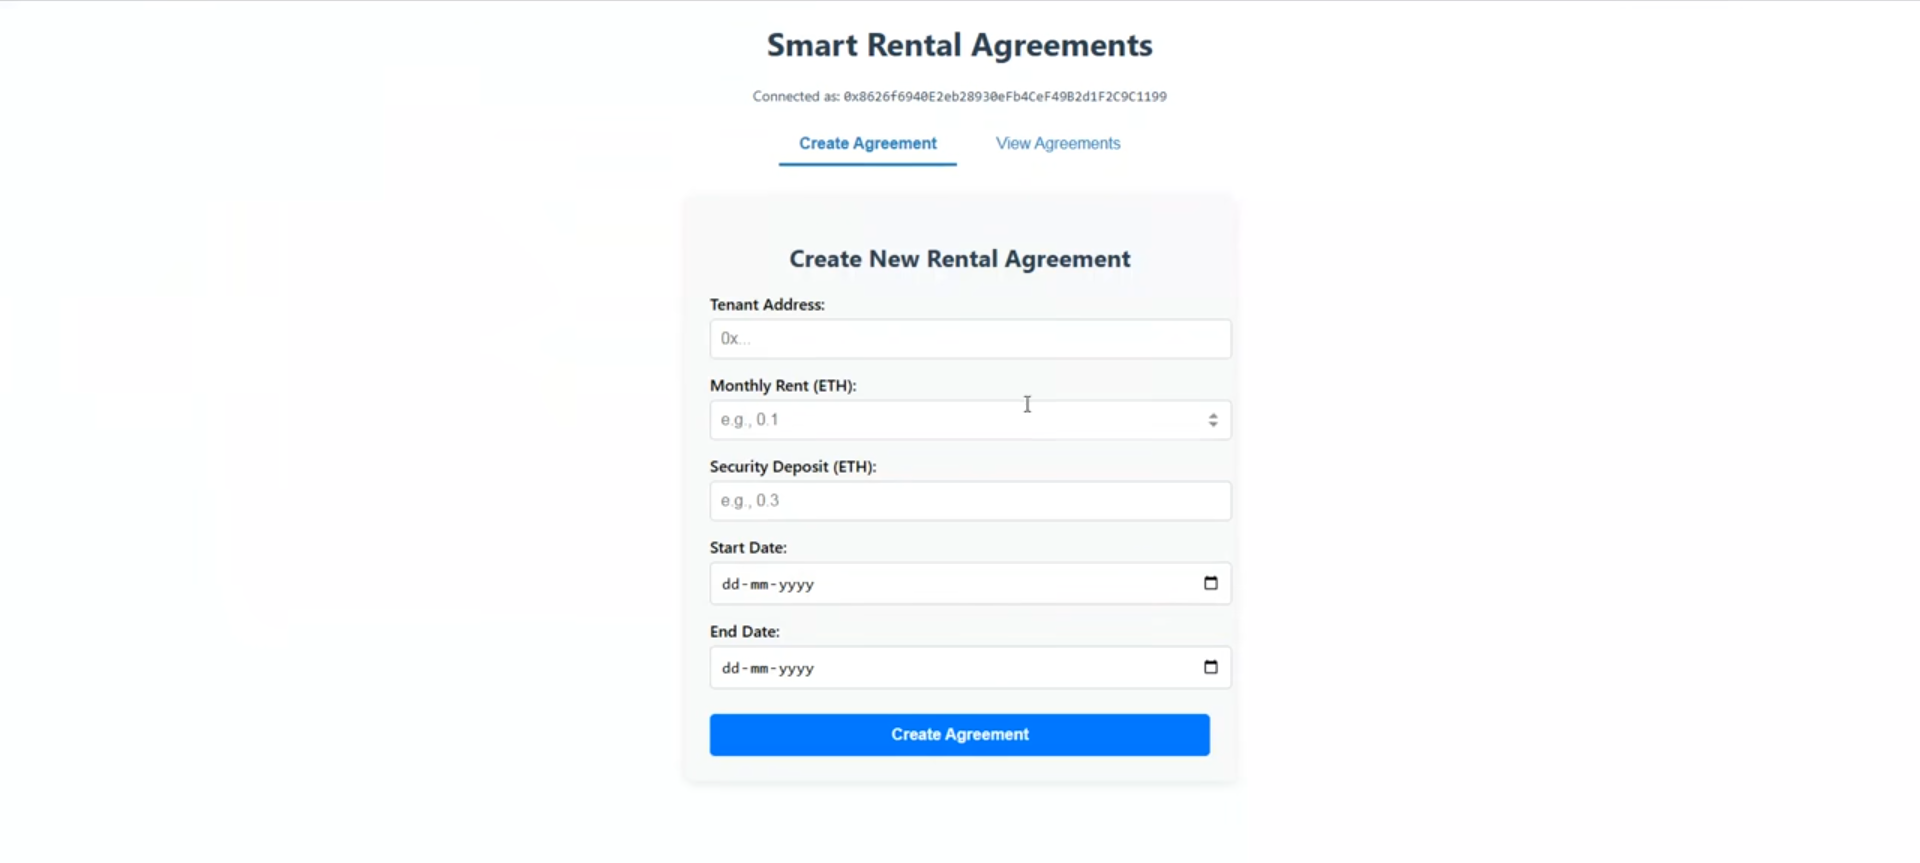 Smart Rental Agreements
Connected as: 0x8626f6940E2eb28930eFb4CeF49B2d1F2C9C1199
Create Agreement
View Agreements
Create New Rental Agreement
Tenant Address:
0x...
Monthly Rent (ETH):
e.g., 0.1
Security Deposit (ETH):
e.g., 0.3
Start Date:
dd-mm-yyyy
End Date:
dd-mm-yyyy
Create Agreement